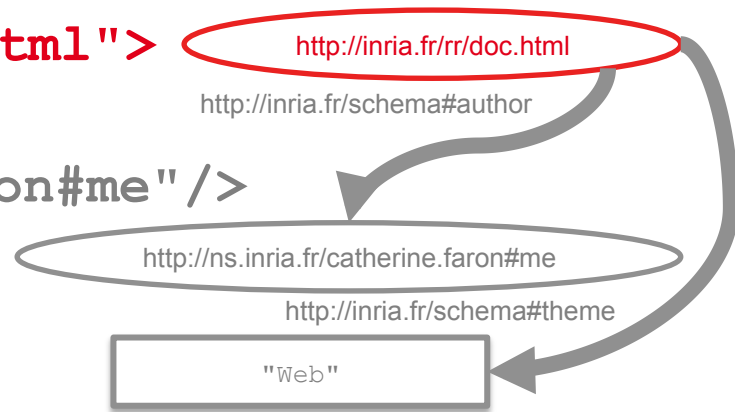 tml"> http://inria.fr/rr/doc.html
http://inria.fr/schema#author
on#me"/>
http://ns.inria.fr/catherine.faron#me
http://inria.fr/schema#theme
"Web"